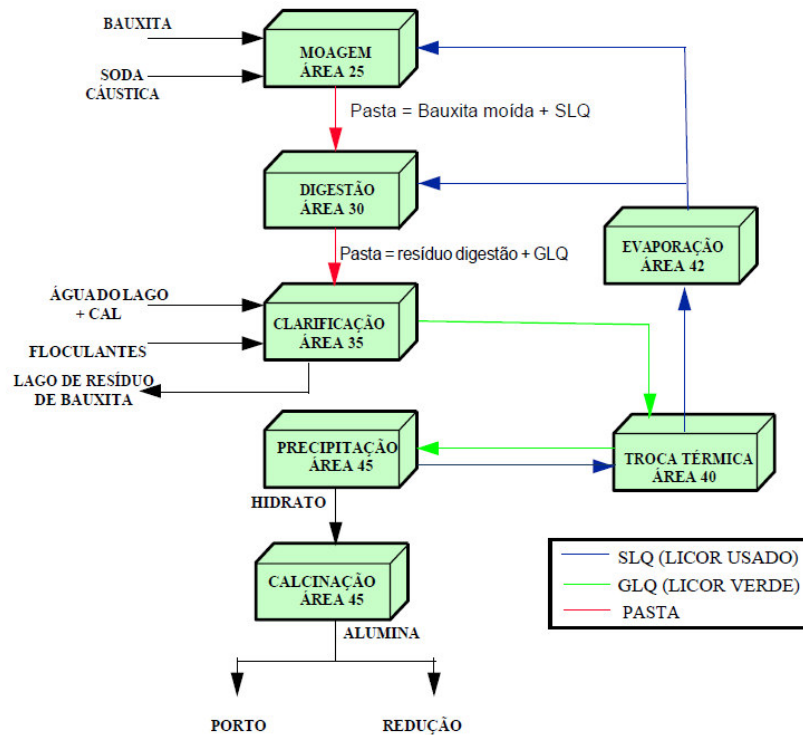 BAUXITA
SODA
CÁUSTICA
MOAGEM
ÁREA 25
Pasta = Bauxita moída + SLQ
DIGESTÃO
ÁREA 30
Pasta = resíduo digestão + GLQ
EVAPORAÇÃO
ÁREA 42
ÁGUADO LAGO
+ CAL
FLOCULANTES
CLARIFICAÇÃO
ÁREA 35
LAGO DE RESÍDUO
DE BAUXITA
PRECIPITAÇÃO
ÁREA 45
TROCA TÉRMICA
ÁREA 40
HIDRATO
CALCINAÇÃO
ÁREA 45
ALUMINA
PORTO
REDUÇÃO
SLQ (LICOR USADO)
GLQ (LICOR VERDE)
PASTA